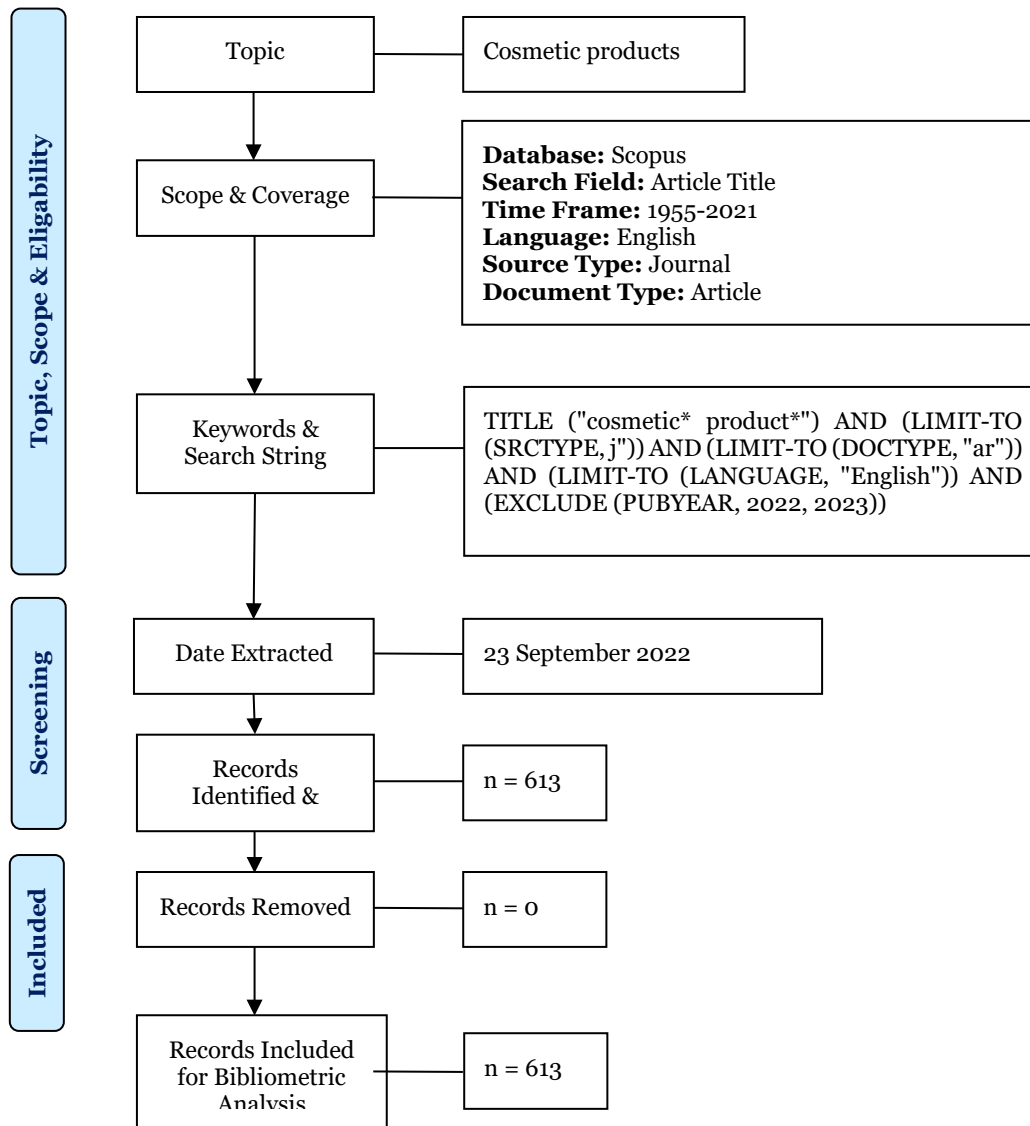 Topic, Scope & Eligability
Topic
Cosmetic products
Scope & Coverage
Database: Scopus
Search Field: Article Title
Time Frame: 1955-2021
Language: English
Source Type: Journal
Document Type: Article
Keywords &
Search String
TITLE ("cosmetic* product*") AND (LIMIT-TO
(SRCTYPE, j")) AND (LIMIT-TO (DOCTYPE, "ar"))
AND (LIMIT-TO (LANGUAGE, "English")) AND
(EXCLUDE (PUBYEAR, 2022, 2023))
Screening
Date Extracted
23 September 2022
Records
Identified &
n = 613
Included
Records Removed
n = 0
Records Included
for Bibliometric
Analysis
n = 613